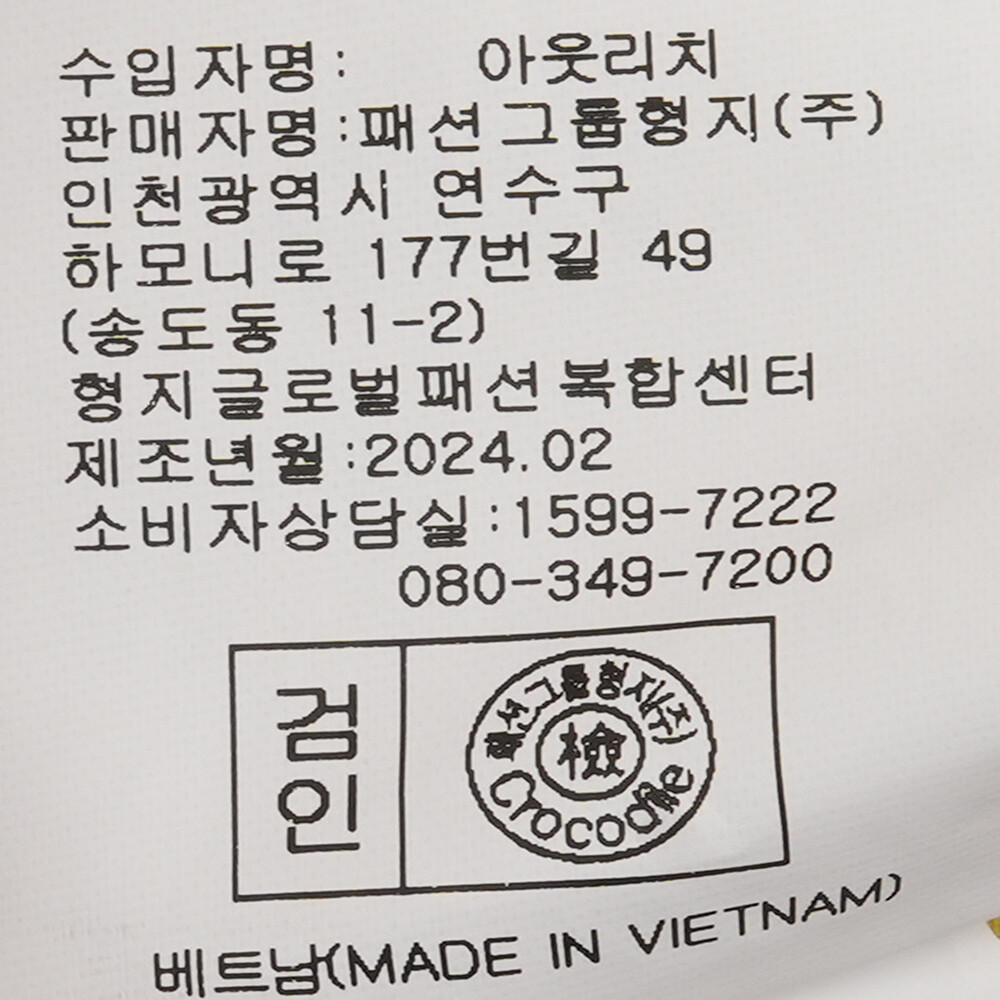 수입자명: 아웃리치
판매자명:패션그룹형지(주)
인천광역시 연수구
하모니로 177번길 49
(송도동 11-2)
형지글로벌패션복합센터
제조년월:2024.02
소비자상담실:1599-7222
080-349-7200
검인
패션그룹형지(주)
檢
Crocodile
베트남(MADE IN VIETNAM)